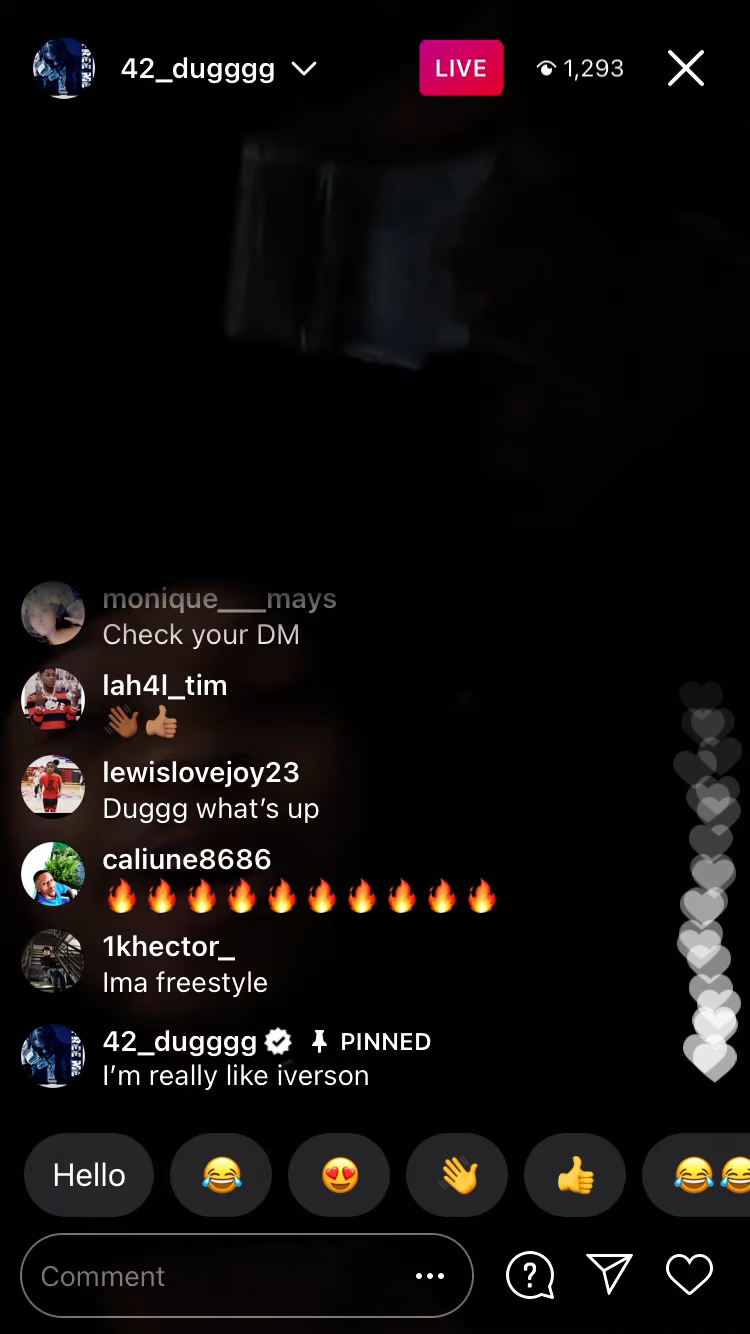 42_dugggg
LIVE
1,293
monique___mays
Check your DM
lah4l_tim
👋🏾👍🏼
lewislovejoy23
Duggg what’s up
caliune8686
🔥🔥🔥🔥🔥🔥🔥🔥🔥🔥
1khector_
Ima freestyle
42_dugggg PINNED
I’m really like iverson
Hello 😂 😍 👋 👍 😂😂
Comment